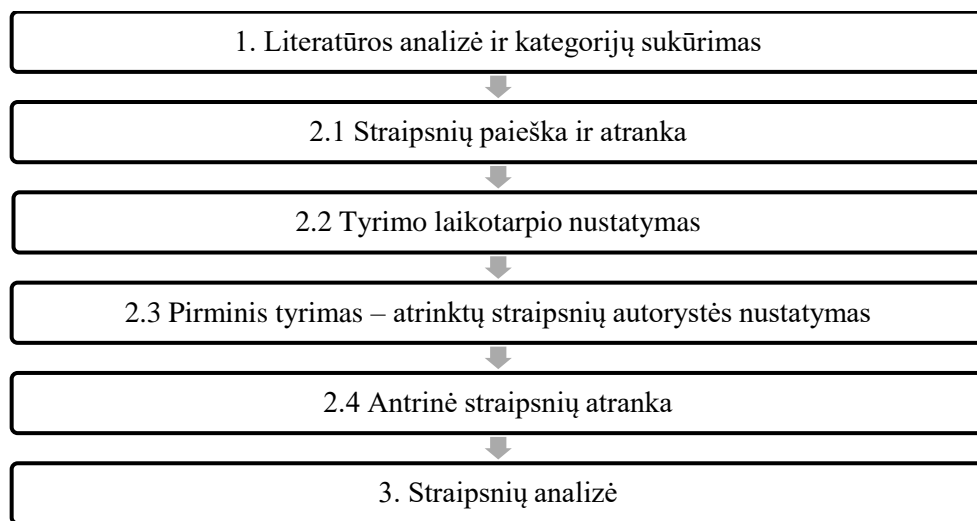 1. Literatūros analizė ir kategorijų sukūrimas
2.1 Straipsnių paieška ir atranka
2.2 Tyrimo laikotarpio nustatymas
2.3 Pirminis tyrimas – atrinktų straipsnių autorystės nustatymas
2.4 Antrinė straipsnių atranka
3. Straipsnių analizė